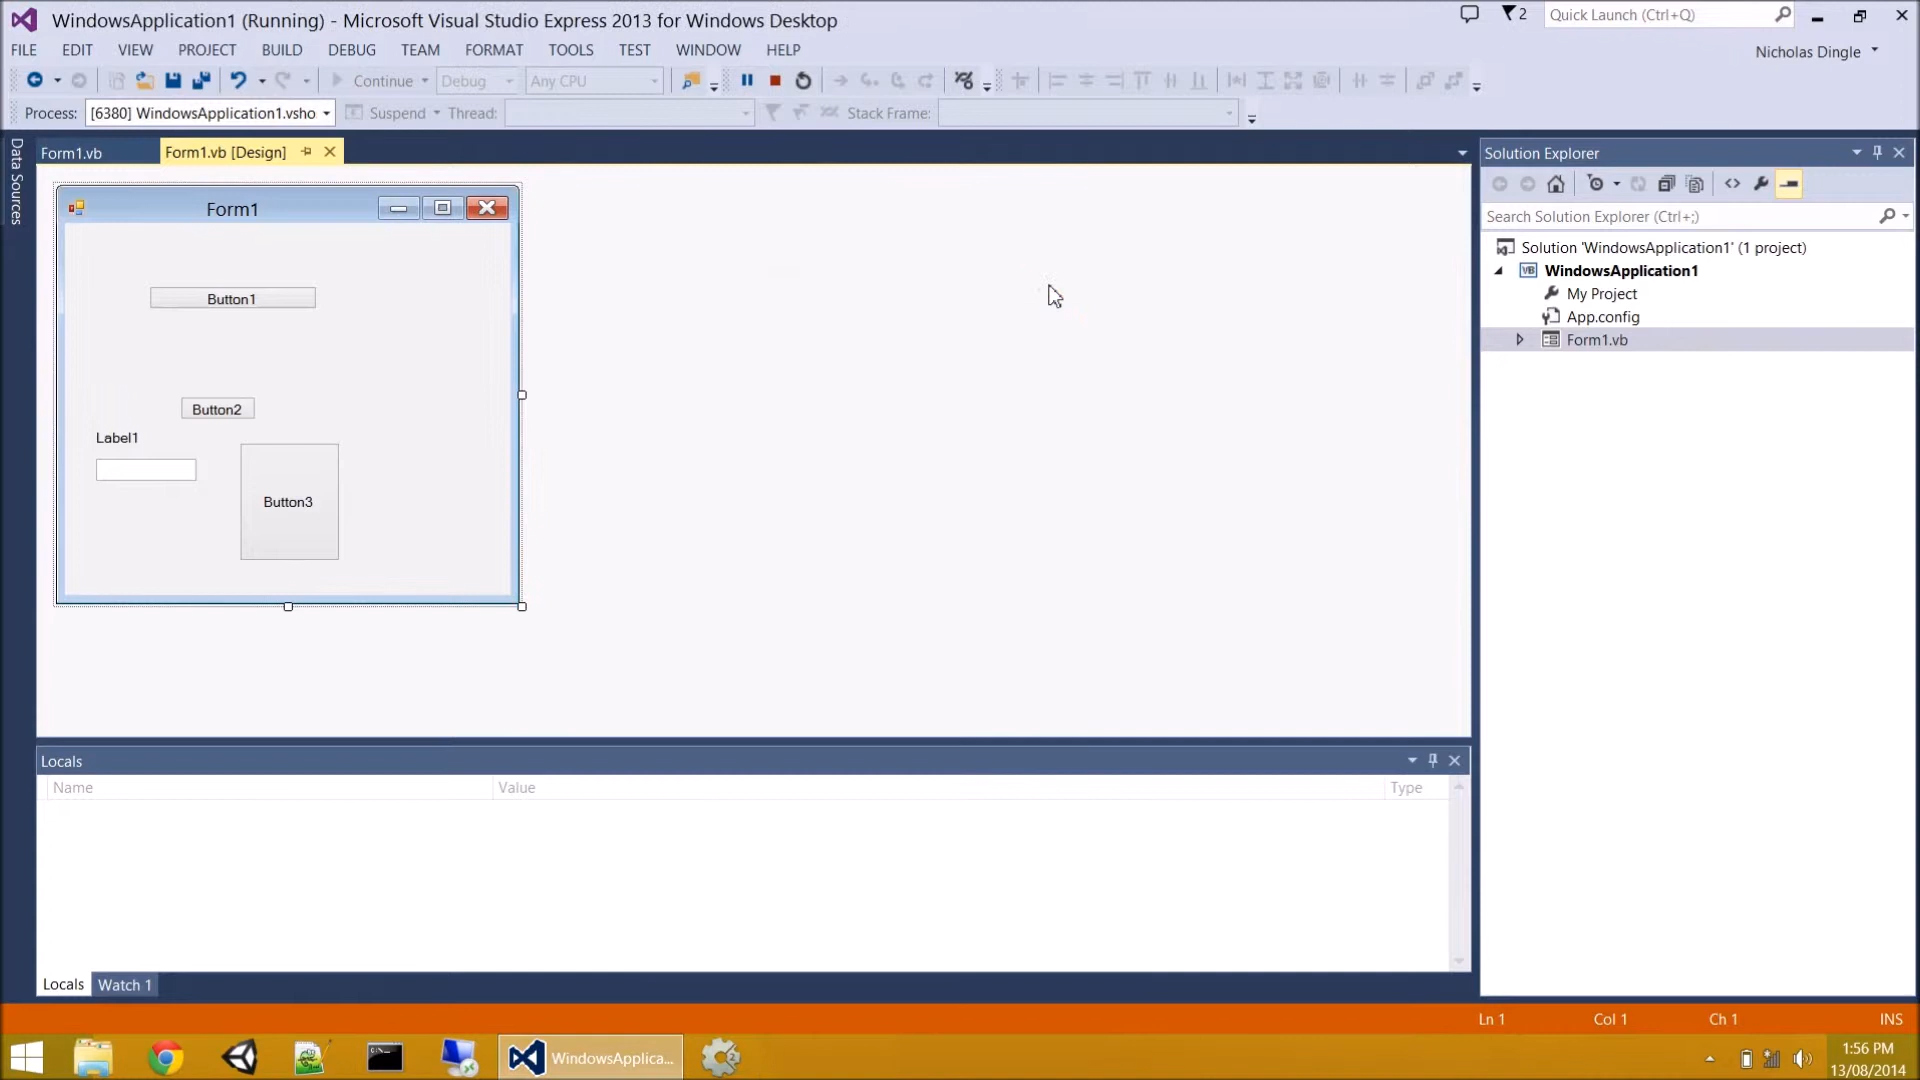 WindowsApplication1 (Running) - Microsoft Visual Studio Express 2013 for Windows Desktop
2
Quick Launch (Ctrl+Q)
FILE EDIT VIEW PROJECT BUILD DEBUG TEAM FORMAT TOOLS TEST WINDOW HELP
Nicholas Dingle
Continue Debug Any CPU
Process: [6380] WindowsApplication1.vsho Suspend Thread: Stack Frame:
Data Sources
Form1.vb Form1.vb [Design]
Form1
Button1
Button2
Label1
Button3
Solution Explorer
Search Solution Explorer (Ctrl+;)
Solution 'WindowsApplication1' (1 project)
VB WindowsApplication1
My Project
App.config
Form1.vb
Locals
Name Value Type
Locals Watch 1
Ln 1 Col 1 Ch 1 INS
WindowsApplica...
1:56 PM
13/08/2014